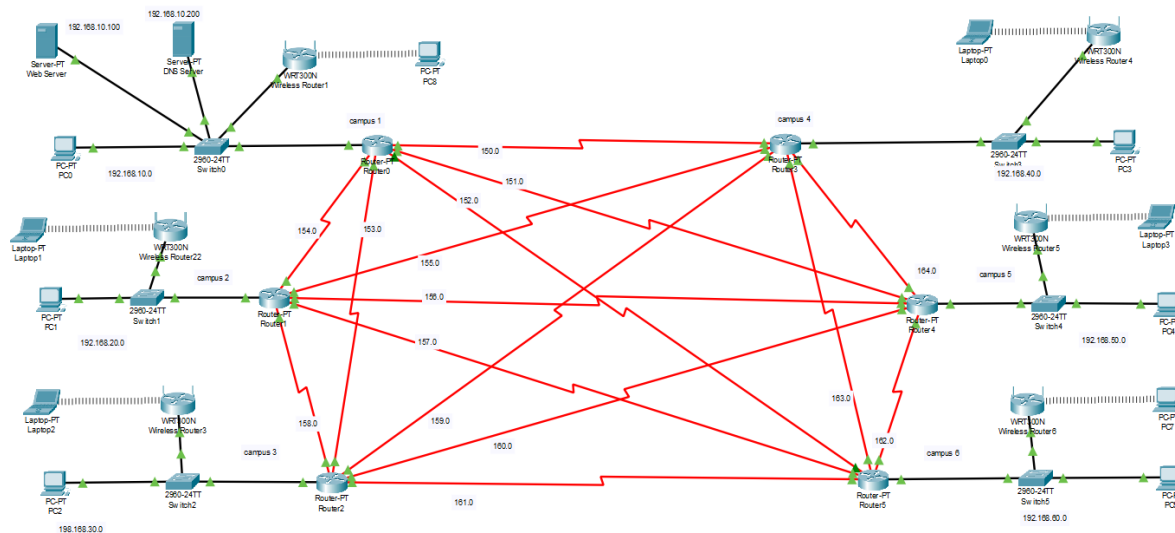 192.168.10.100
192.168.10.200
Server-PT
Web Server
Server-PT
DNS Server
WRT300N
Wireless Router1
PC-PT
PC8
Laptop-PT
Laptop0
WRT300N
Wireless Router4
campus 1
campus 4
PC-PT
PC0
192.168.10.0
2960-24TT
Switch0
Router-PT
Router0
150.0
Router-PT
Router3
2960-24TT
Switch3
192.168.40.0
PC-PT
PC3
151.0
152.0
153.0
154.0
Laptop-PT
Laptop1
WRT300N
Wireless Router22
WRT300N
Wireless Router5
Laptop-PT
Laptop3
campus 2
155.0
164.0
campus 5
PC-PT
PC1
2960-24TT
Switch1
Router-PT
Router1
156.0
Router-PT
Router4
2960-24TT
Switch4
PC-PT
PC4
192.168.20.0
157.0
192.168.50.0
Laptop-PT
Laptop2
WRT300N
Wireless Router3
158.0
159.0
160.0
163.0
162.0
WRT300N
Wireless Router6
PC-PT
PC7
campus 3
campus 6
PC-PT
PC2
2960-24TT
Switch2
Router-PT
Router2
161.0
Router-PT
Router5
2960-24TT
Switch5
198.168.30.0
192.168.60.0